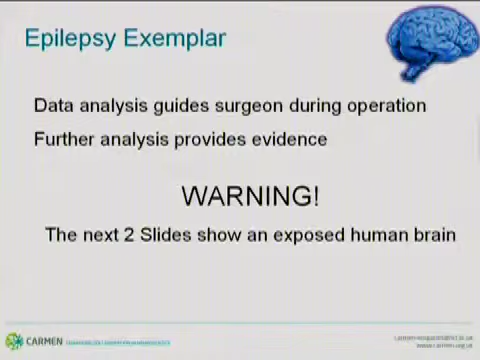 Epilepsy Exemplar
Data analysis guides surgeon during operation
Further analysis provides evidence
WARNING!
The next 2 Slides show an exposed human brain
CARMEN